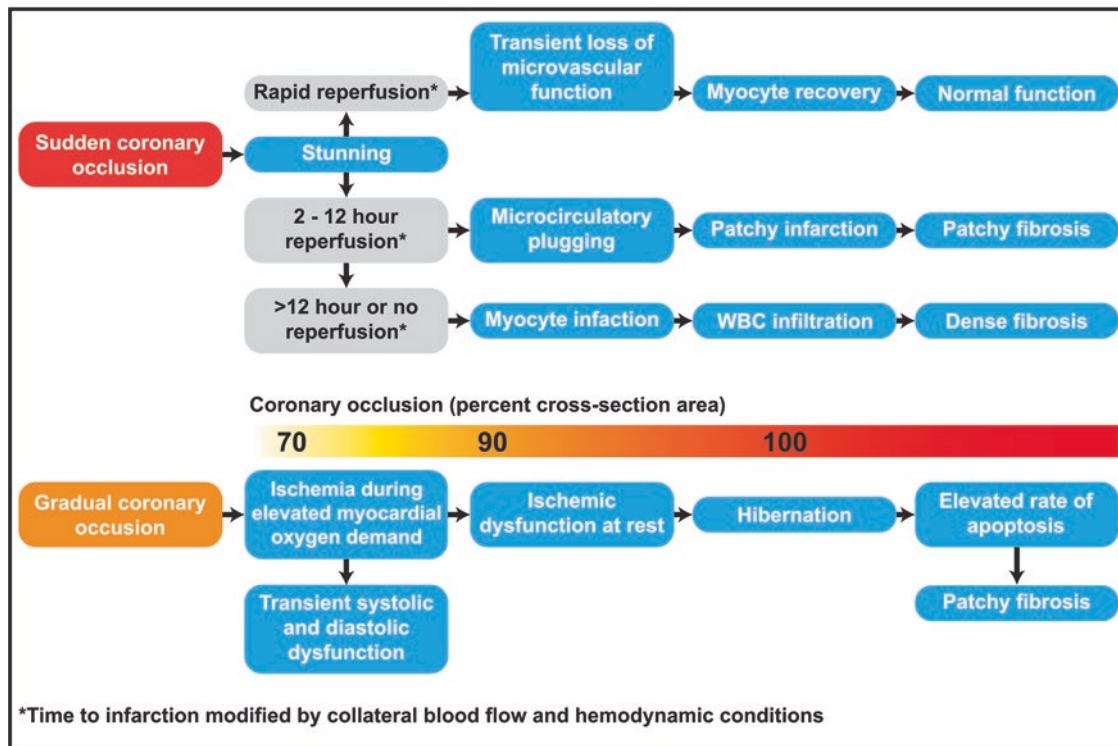 Transient loss of
microvascular
function
Rapid reperfusion*
Myocyte recovery
Normal function
Sudden coronary
occlusion
Stunning
2 - 12 hour
reperfusion*
Microcirculatory
plugging
Patchy infarction
Patchy fibrosis
>12 hour or no
reperfusion*
Myocyte infaction
WBC infiltration
Dense fibrosis
Coronary occlusion (percent cross-section area)
70 90 100
Gradual coronary
occusion
Ischemia during
elevated myocardial
oxygen demand
Ischemic
dysfunction at rest
Hibernation
Elevated rate of
apoptosis
Transient systolic
and diastolic
dysfunction
Patchy fibrosis
*Time to infarction modified by collateral blood flow and hemodynamic conditions